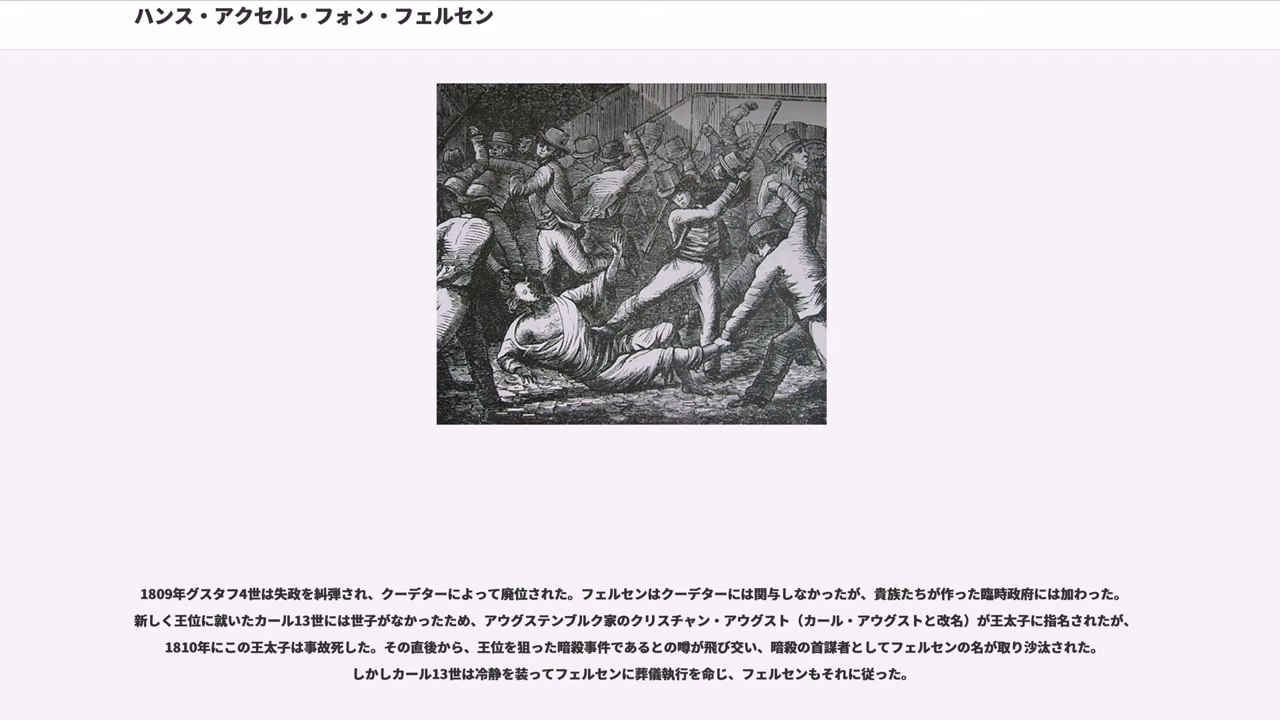 ハンス・アクセル・フォン・フェルセン
1809年グスタフ4世は失政を糾弾され、クーデターによって廃位された。フェルセンはクーデターには関与しなかったが、貴族たちが作った臨時政府には加わった。
新しく王位に就いたカール13世には世子がなかったため、アウグステンブルク家のクリスチャン・アウグスト（カール・アウグストと改名）が王太子に指名されたが、
1810年にこの王太子は事故死した。その直後から、王位を狙った暗殺事件であるとの噂が飛び交い、暗殺の首謀者としてフェルセンの名が取り沙汰された。
しかしカール13世は冷静を装ってフェルセンに葬儀執行を命じ、フェルセンもそれに従った。